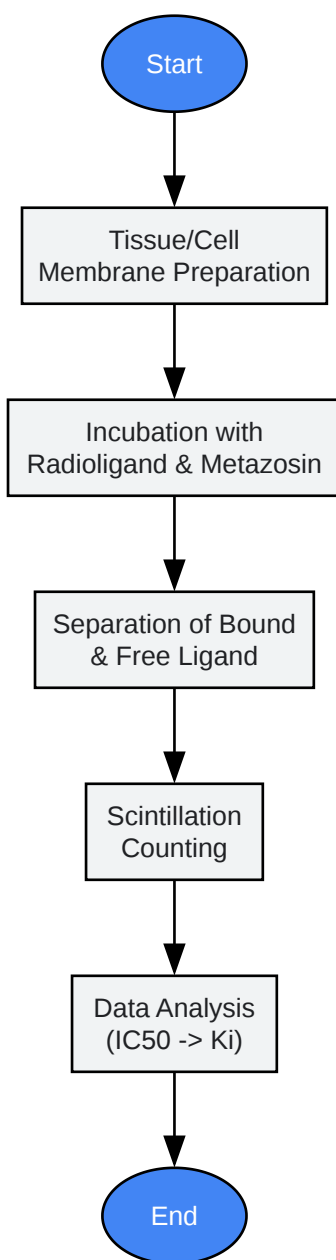 Start
Tissue/Cell
Membrane Preparation
Incubation with
Radioligand & Metazosin
Separation of Bound
& Free Ligand
Scintillation
Counting
Data Analysis
(IC50 -> Ki)
End